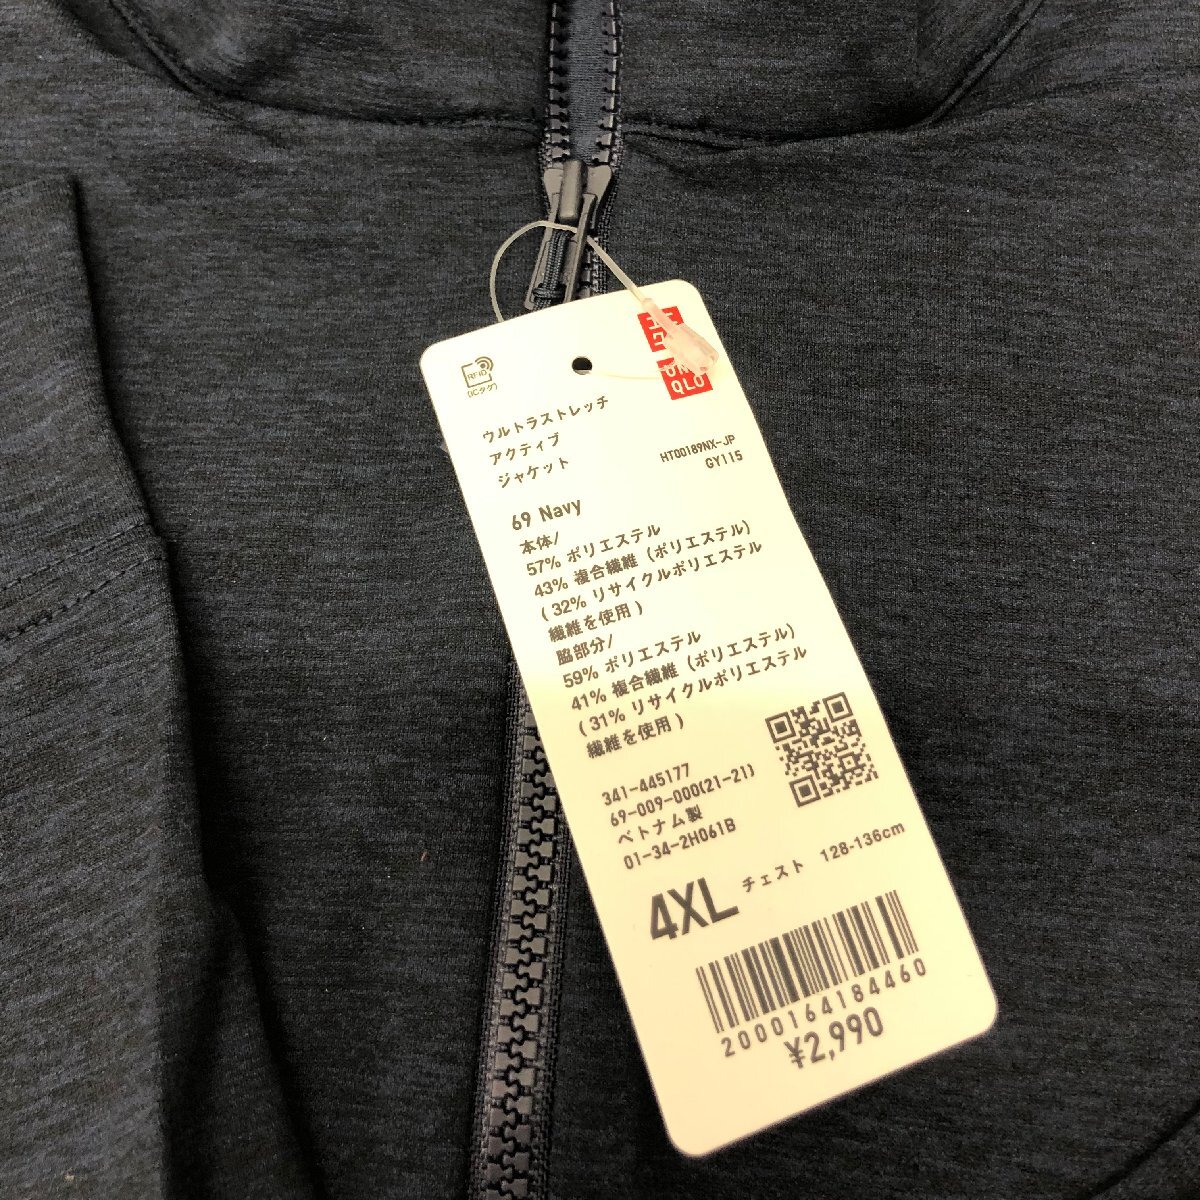 RFID
(ICタグ)
UNI
QLO
ウルトラストレッチ
アクティブ
ジャケット
HT00189NX-JP
GY115
69 Navy
本体/
57% ポリエステル
43% 複合繊維 (ポリエステル)
( 32% リサイクルポリエステル
繊維を使用 )
脇部分/
59% ポリエステル
41% 複合繊維 (ポリエステル)
( 31% リサイクルポリエステル
繊維を使用 )
341-445177
69-009-000(21-21)
ベトナム製
01-34-2H061B
4XL チェスト 128-136cm
2000164184460
¥2,990